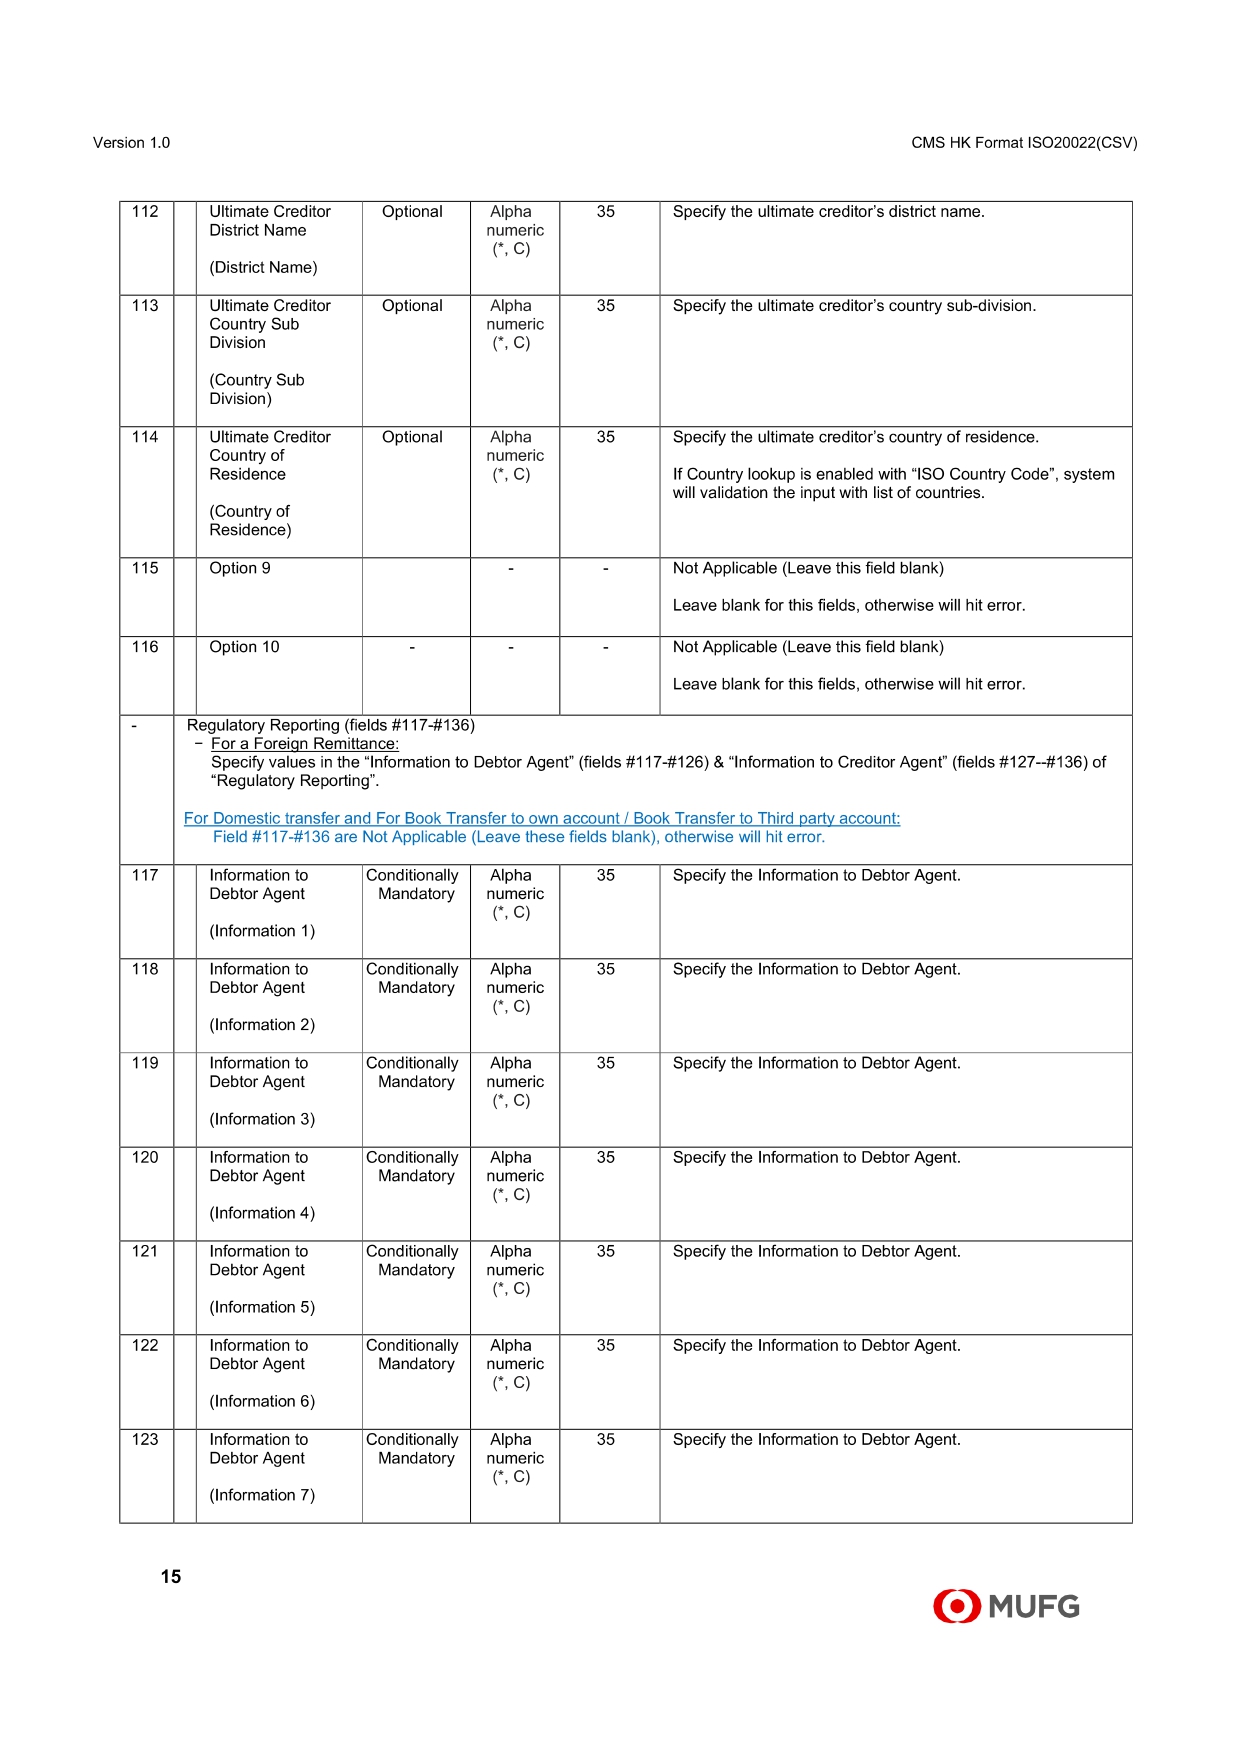 Version 1.0
CMS HK Format ISO20022(CSV)
112
Ultimate Creditor
District Name
(District Name)
Optional
Alpha
numeric
(*, C)
35
Specify the ultimate creditor’s district name.
113
Ultimate Creditor
Country Sub
Division
(Country Sub
Division)
Optional
Alpha
numeric
(*, C)
35
Specify the ultimate creditor’s country sub-division.
114
Ultimate Creditor
Country of
Residence
(Country of
Residence)
Optional
Alpha
numeric
(*, C)
35
Specify the ultimate creditor’s country of residence.
If Country lookup is enabled with “ISO Country Code”, system
will validation the input with list of countries.
115
Option 9
-
-
Not Applicable (Leave this field blank)
Leave blank for this fields, otherwise will hit error.
116
Option 10
-
-
-
Not Applicable (Leave this field blank)
Leave blank for this fields, otherwise will hit error.
-
Regulatory Reporting (fields #117-#136)
− For a Foreign Remittance:
Specify values in the “Information to Debtor Agent” (fields #117-#126) & “Information to Creditor Agent” (fields #127--#136) of
“Regulatory Reporting”.
For Domestic transfer and For Book Transfer to own account / Book Transfer to Third party account:
Field #117-#136 are Not Applicable (Leave these fields blank), otherwise will hit error.
117
Information to
Debtor Agent
(Information 1)
Conditionally
Mandatory
Alpha
numeric
(*, C)
35
Specify the Information to Debtor Agent.
118
Information to
Debtor Agent
(Information 2)
Conditionally
Mandatory
Alpha
numeric
(*, C)
35
Specify the Information to Debtor Agent.
119
Information to
Debtor Agent
(Information 3)
Conditionally
Mandatory
Alpha
numeric
(*, C)
35
Specify the Information to Debtor Agent.
120
Information to
Debtor Agent
(Information 4)
Conditionally
Mandatory
Alpha
numeric
(*, C)
35
Specify the Information to Debtor Agent.
121
Information to
Debtor Agent
(Information 5)
Conditionally
Mandatory
Alpha
numeric
(*, C)
35
Specify the Information to Debtor Agent.
122
Information to
Debtor Agent
(Information 6)
Conditionally
Mandatory
Alpha
numeric
(*, C)
35
Specify the Information to Debtor Agent.
123
Information to
Debtor Agent
(Information 7)
Conditionally
Mandatory
Alpha
numeric
(*, C)
35
Specify the Information to Debtor Agent.
15
MUFG